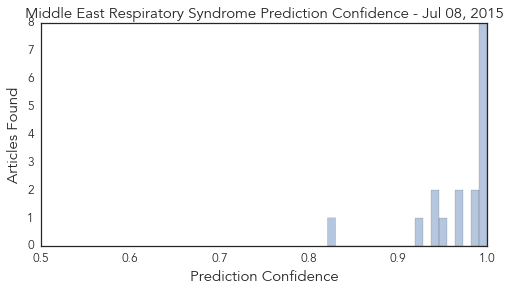 Middle East Respiratory Syndrome Prediction Confidence - Jul 08, 2015
8
7
6
5
4
3
2
1
0
Articles Found
0.5 0.6 0.7 0.8 0.9 1.0
Prediction Confidence